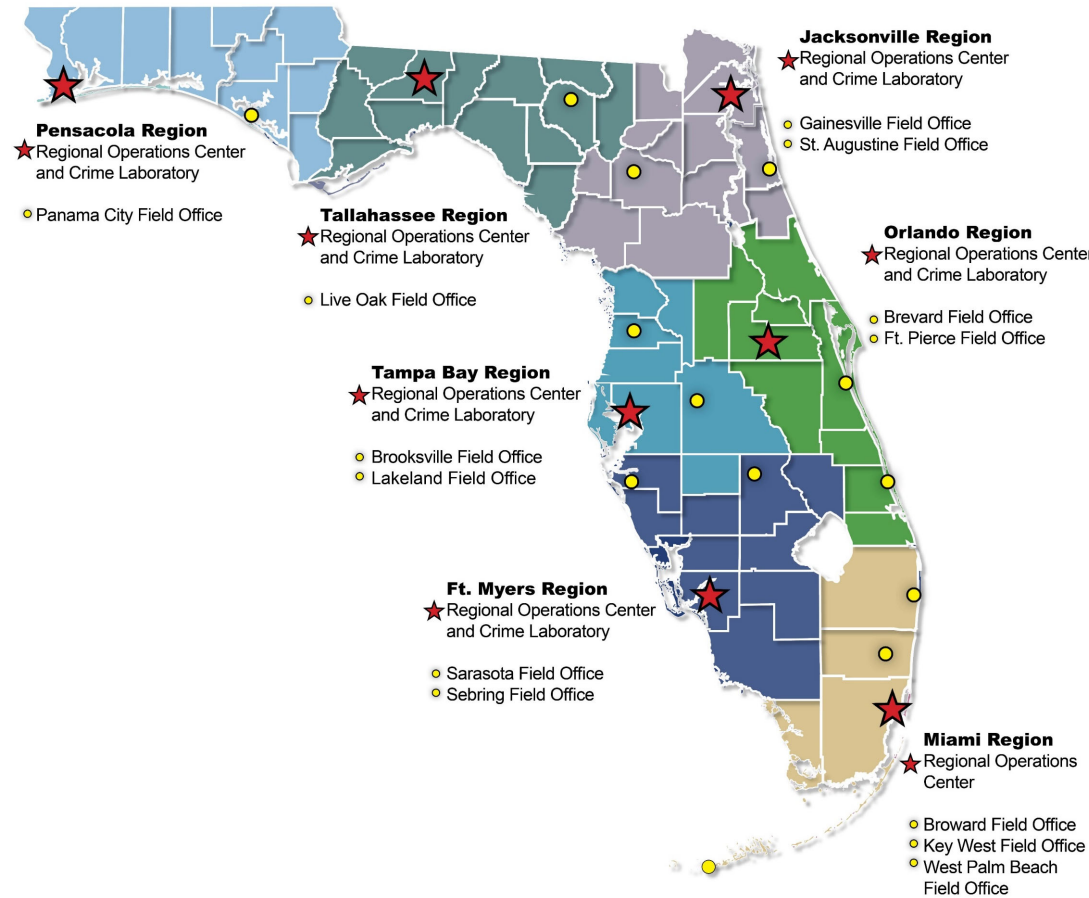 Jacksonville Region
Regional Operations Center
and Crime Laboratory
Gainesville Field Office
St. Augustine Field Office
Pensacola Region
Regional Operations Center
and Crime Laboratory
Panama City Field Office
Tallahassee Region
Regional Operations Center
and Crime Laboratory
Live Oak Field Office
Orlando Region
Regional Operations Center
and Crime Laboratory
Brevard Field Office
Ft. Pierce Field Office
Tampa Bay Region
Regional Operations Center
and Crime Laboratory
Brooksville Field Office
Lakeland Field Office
Ft. Myers Region
Regional Operations Center
and Crime Laboratory
Sarasota Field Office
Sebring Field Office
Miami Region
Regional Operations
Center
Broward Field Office
Key West Field Office
West Palm Beach
Field Office